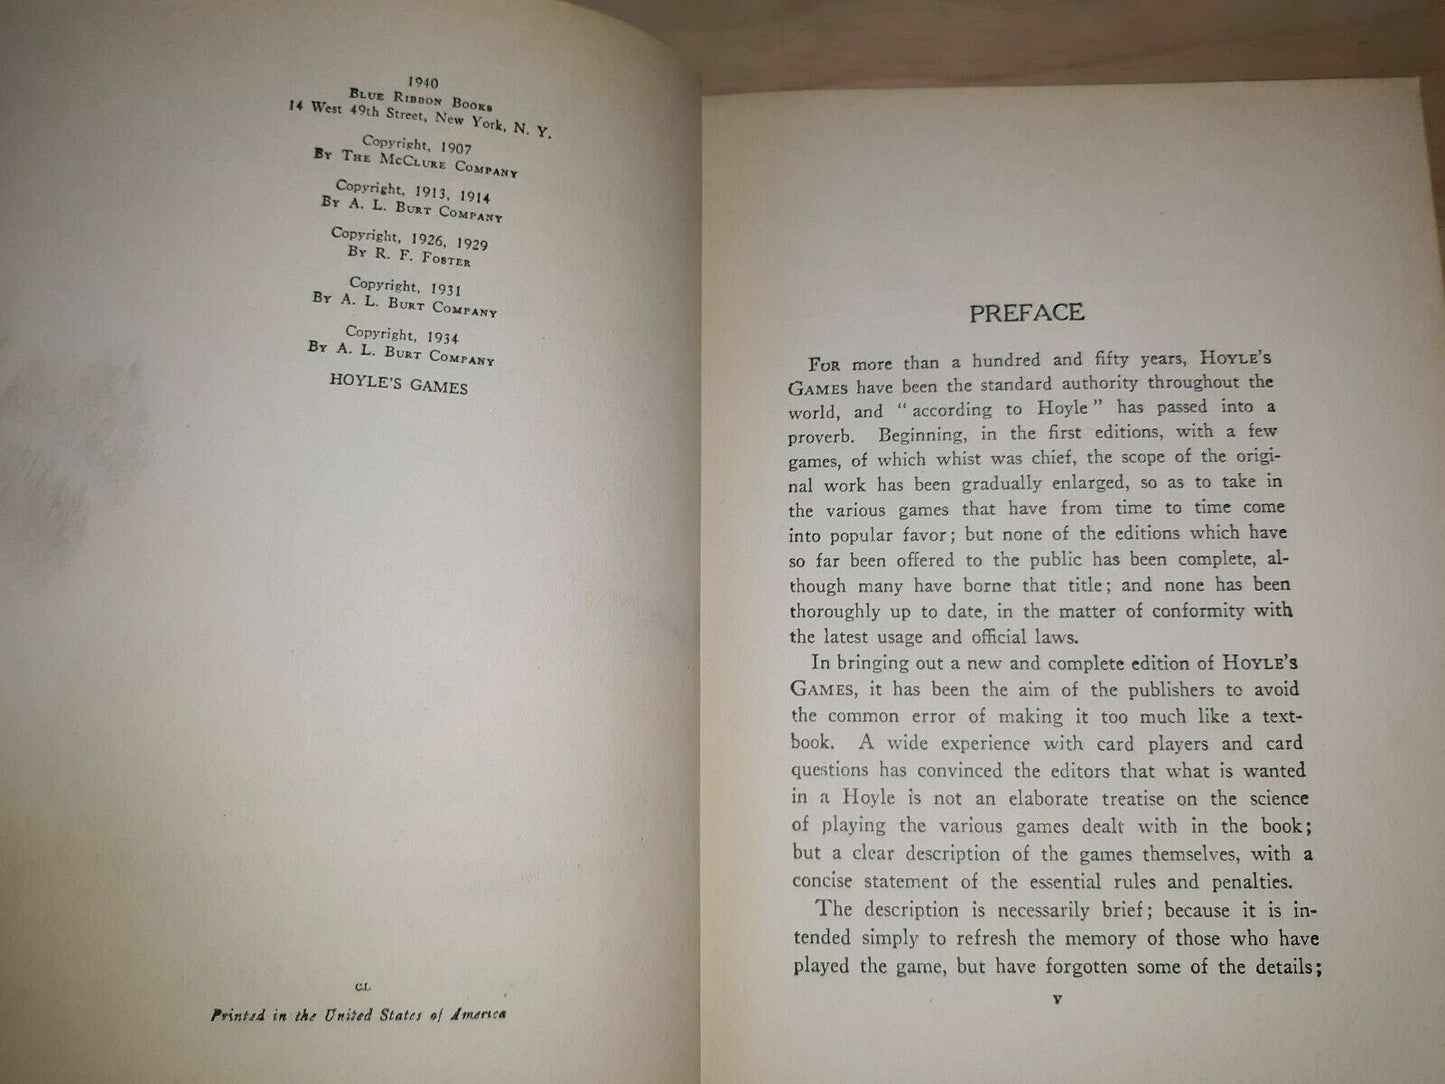 1940
BLUE RIBBON BOOKS
14 West 49th Street, New York, N. Y.
Copyright, 1907
BY THE MCCLURE COMPANY
Copyright, 1913, 1914
BY A. L. BURT COMPANY
Copyright, 1926, 1929
BY R. F. FOSTER
Copyright, 1931
BY A. L. BURT COMPANY
Copyright, 1934
BY A. L. BURT COMPANY
HOYLE'S GAMES
CL
Printed in the United States of America
PREFACE
FOR more than a hundred and fifty years, HOYLE'S
GAMES have been the standard authority throughout the
world, and "according to Hoyle" has passed into a
proverb. Beginning, in the first editions, with a few
games, of which whist was chief, the scope of the origi-
nal work has been gradually enlarged, so as to take in
the various games that have from time to time come
into popular favor; but none of the editions which have
so far been offered to the public has been complete, al-
though many have borne that title; and none has been
thoroughly up to date, in the matter of conformity with
the latest usage and official laws.
In bringing out a new and complete edition of HOYLE'S
GAMES, it has been the aim of the publishers to avoid
the common error of making it too much like a text-
book. A wide experience with card players and card
questions has convinced the editors that what is wanted
in a Hoyle is not an elaborate treatise on the science
of playing the various games dealt with in the book;
but a clear description of the games themselves, with a
concise statement of the essential rules and penalties.
The description is necessarily brief; because it is in-
tended simply to refresh the memory of those who have
played the game, but have forgotten some of the details;
v